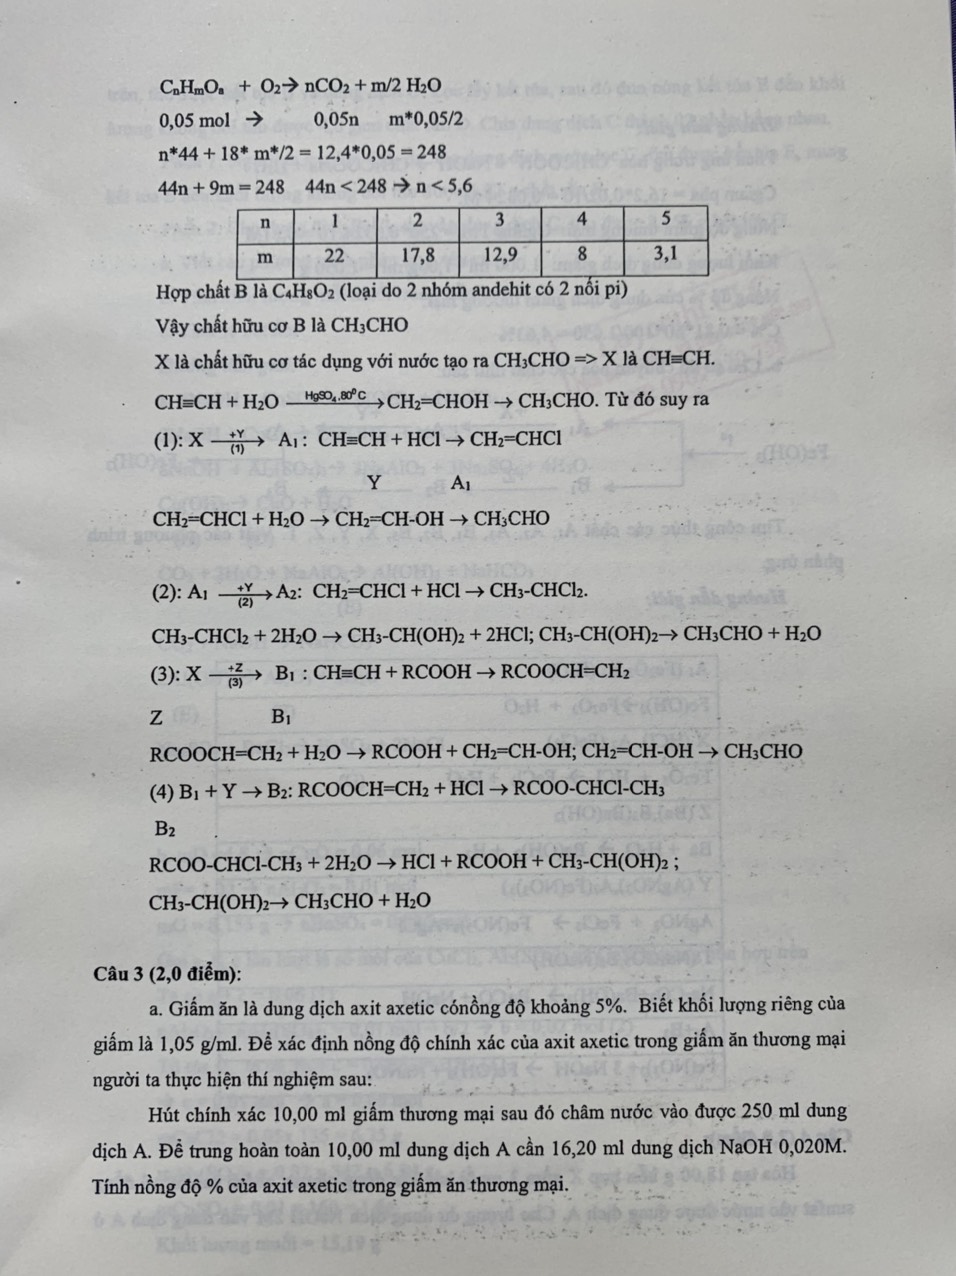 CₙHₘOₐ + O₂→ nCO₂ + m/2 H₂O
0,05 mol → 0,05n m*0,05/2
n*44 + 18* m*/2 = 12,4*0,05 = 248
44n + 9m = 248 44n < 248 → n < 5,6
n 1 2 3 4 5
m 22 17,8 12,9 8 3,1
Hợp chất B là C₄H₈O₂ (loại do 2 nhóm andehit có 2 nối pi)
Vậy chất hữu cơ B là CH₃CHO
X là chất hữu cơ tác dụng với nước tạo ra CH₃CHO => X là CH≡CH.
CH≡CH + H₂O —HgSO₄,80⁰C→ CH₂=CHOH → CH₃CHO. Từ đó suy ra
(1): X —+Y (1)→ A₁ : CH≡CH + HCl → CH₂=CHCl
Y A₁
CH₂=CHCl + H₂O → CH₂=CH-OH → CH₃CHO
(2): A₁ —+Y (2)→ A₂: CH₂=CHCl + HCl → CH₃-CHCl₂.
CH₃-CHCl₂ + 2H₂O → CH₃-CH(OH)₂ + 2HCl; CH₃-CH(OH)₂→ CH₃CHO + H₂O
(3): X —+Z (3)→ B₁ : CH≡CH + RCOOH → RCOOCH=CH₂
Z B₁
RCOOCH=CH₂ + H₂O → RCOOH + CH₂=CH-OH; CH₂=CH-OH → CH₃CHO
(4) B₁ + Y → B₂: RCOOCH=CH₂ + HCl → RCOO-CHCl-CH₃
B₂
RCOO-CHCl-CH₃ + 2H₂O → HCl + RCOOH + CH₃-CH(OH)₂ ;
CH₃-CH(OH)₂→ CH₃CHO + H₂O
Câu 3 (2,0 điểm):
a. Giấm ăn là dung dịch axit axetic cónồng độ khoảng 5%. Biết khối lượng riêng của
giấm là 1,05 g/ml. Để xác định nồng độ chính xác của axit axetic trong giấm ăn thương mại
người ta thực hiện thí nghiệm sau:
Hút chính xác 10,00 ml giấm thương mại sau đó châm nước vào được 250 ml dung
dịch A. Để trung hoàn toàn 10,00 ml dung dịch A cần 16,20 ml dung dịch NaOH 0,020M.
Tính nồng độ % của axit axetic trong giấm ăn thương mại.